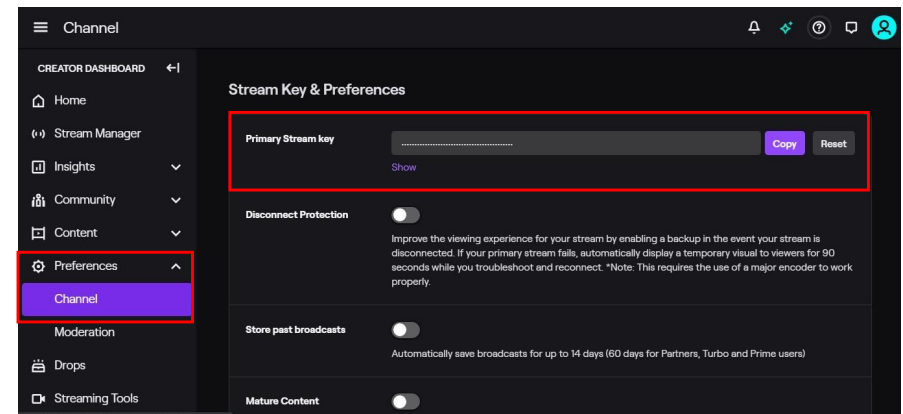 Channel
CREATOR DASHBOARD
Home
Stream Manager
Insights
Community
Content
Preferences
Channel
Moderation
Drops
Streaming Tools
Stream Key & Preferences
Primary Stream key
Copy
Reset
Show
Disconnect Protection
Improve the viewing experience for your stream by enabling a backup in the event your stream is
disconnected. If your primary stream fails, automatically display a temporary visual to viewers for 90
seconds while you troubleshoot and reconnect. *Note: This requires the use of a major encoder to work
properly.
Store past broadcasts
Automatically save broadcasts for up to 14 days (60 days for Partners, Turbo and Prime users)
Mature Content